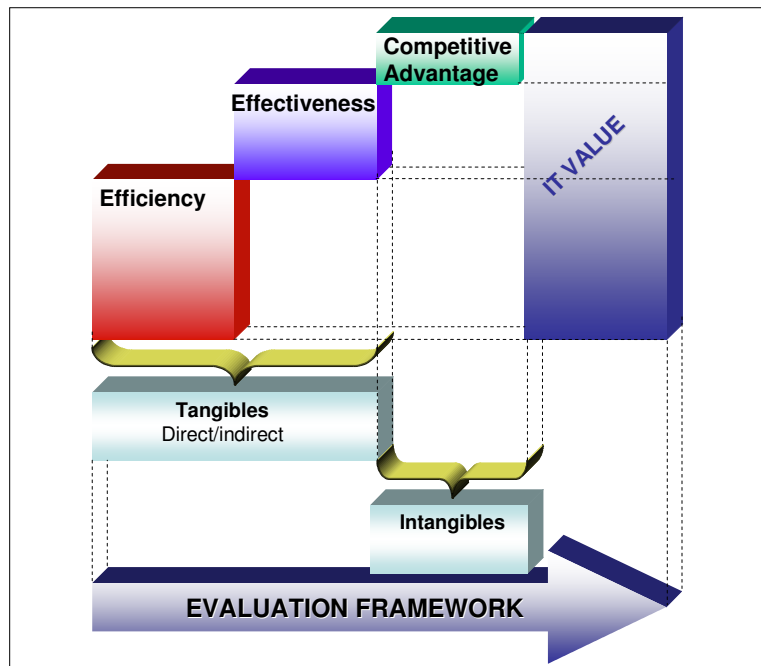 Competitive
Advantage
Effectiveness
Efficiency
IT VALUE
Tangibles
Direct/indirect
Intangibles
EVALUATION FRAMEWORK